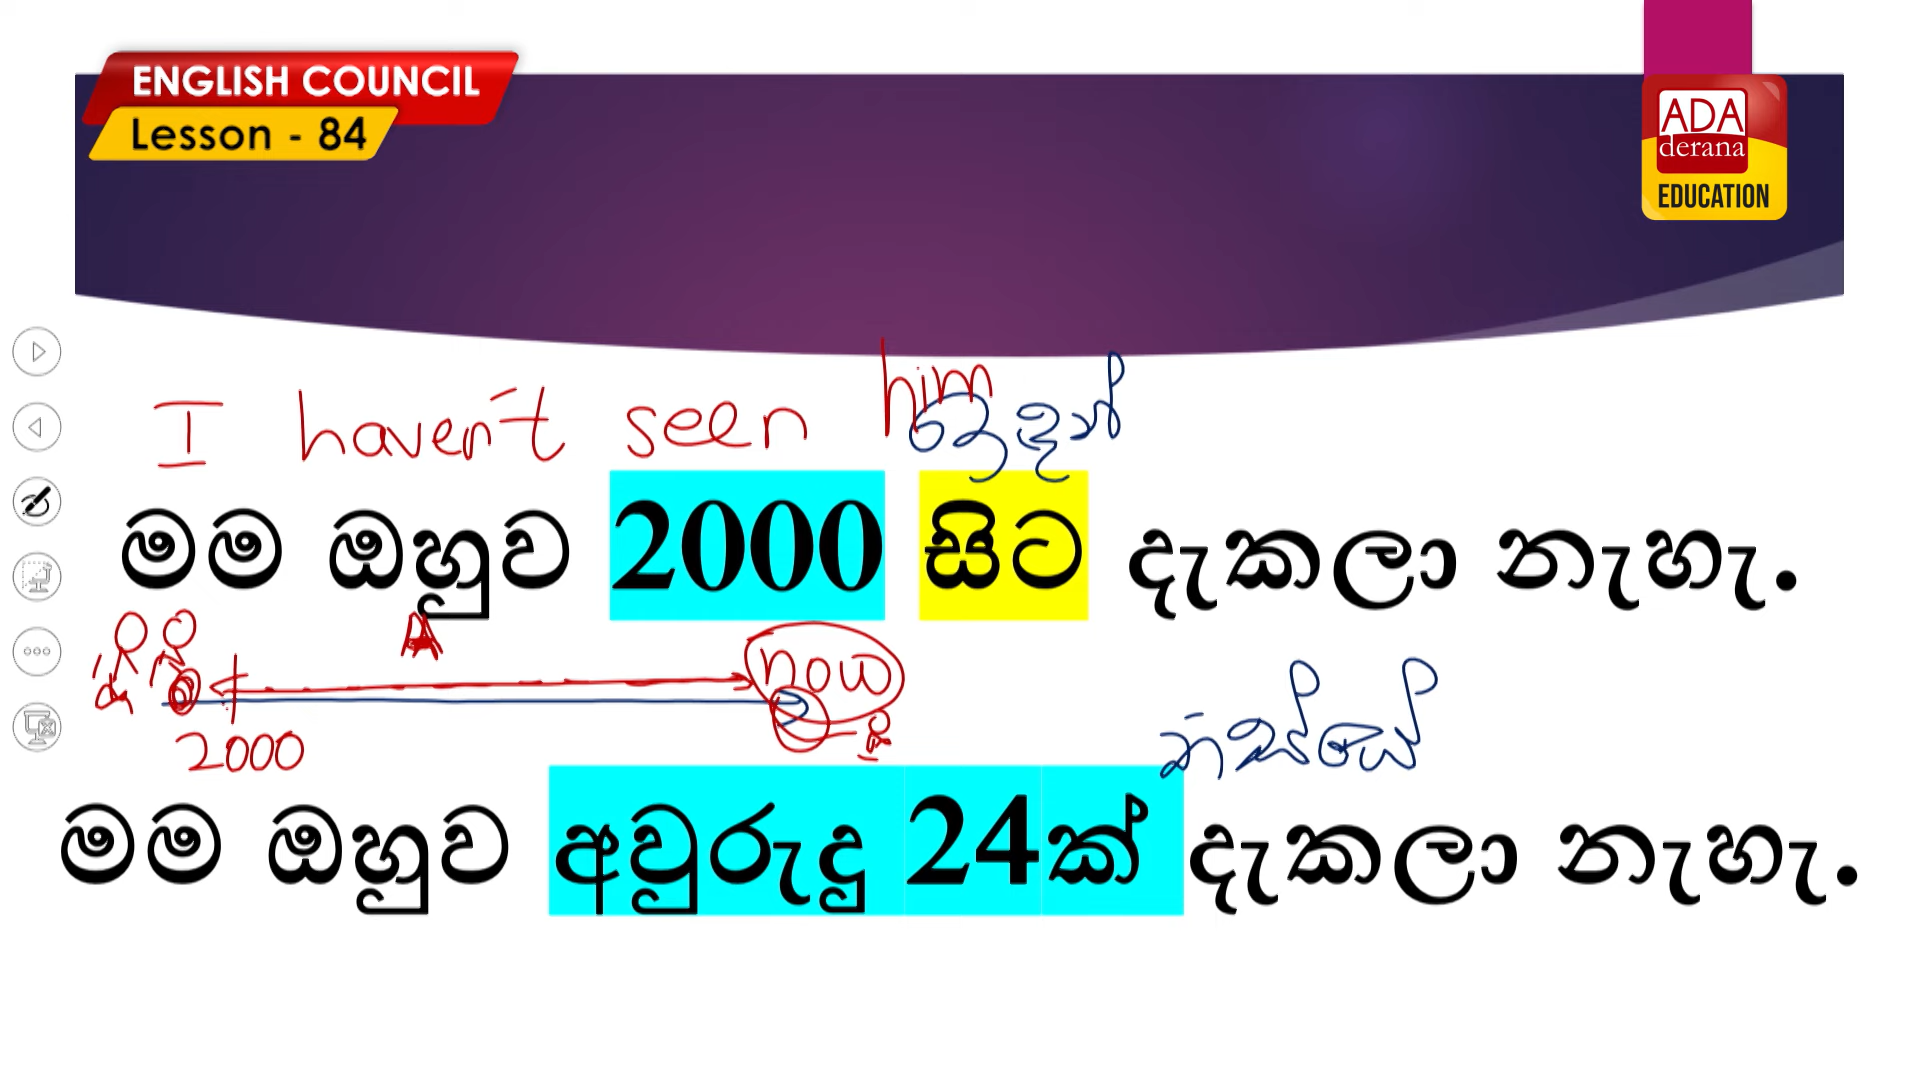 ENGLISH COUNCIL
Lesson - 84
ADA
derana
EDUCATION
I haven't seen him
මම ඔහුව 2000 සිට දැකලා නැහැ.
A
now
2000
මම ඔහුව අවුරුදු 24ක් දැකලා නැහැ.